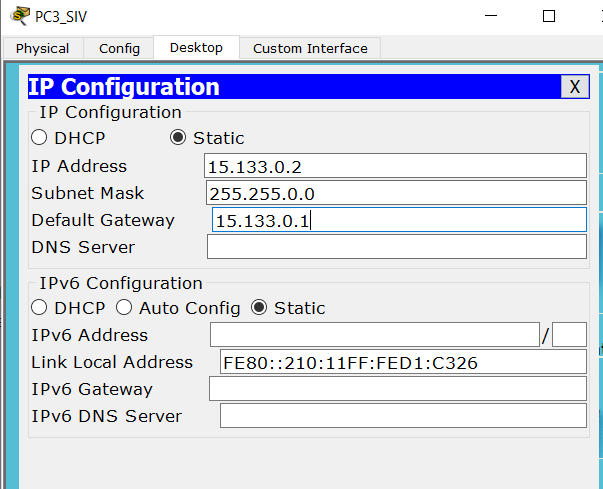 PC3_SIV
Physical Config Desktop Custom Interface
IP Configuration X
IP Configuration
DHCP Static
IP Address 15.133.0.2
Subnet Mask 255.255.0.0
Default Gateway 15.133.0.1
DNS Server
IPv6 Configuration
DHCP Auto Config Static
IPv6 Address /
Link Local Address FE80::210:11FF:FED1:C326
IPv6 Gateway
IPv6 DNS Server